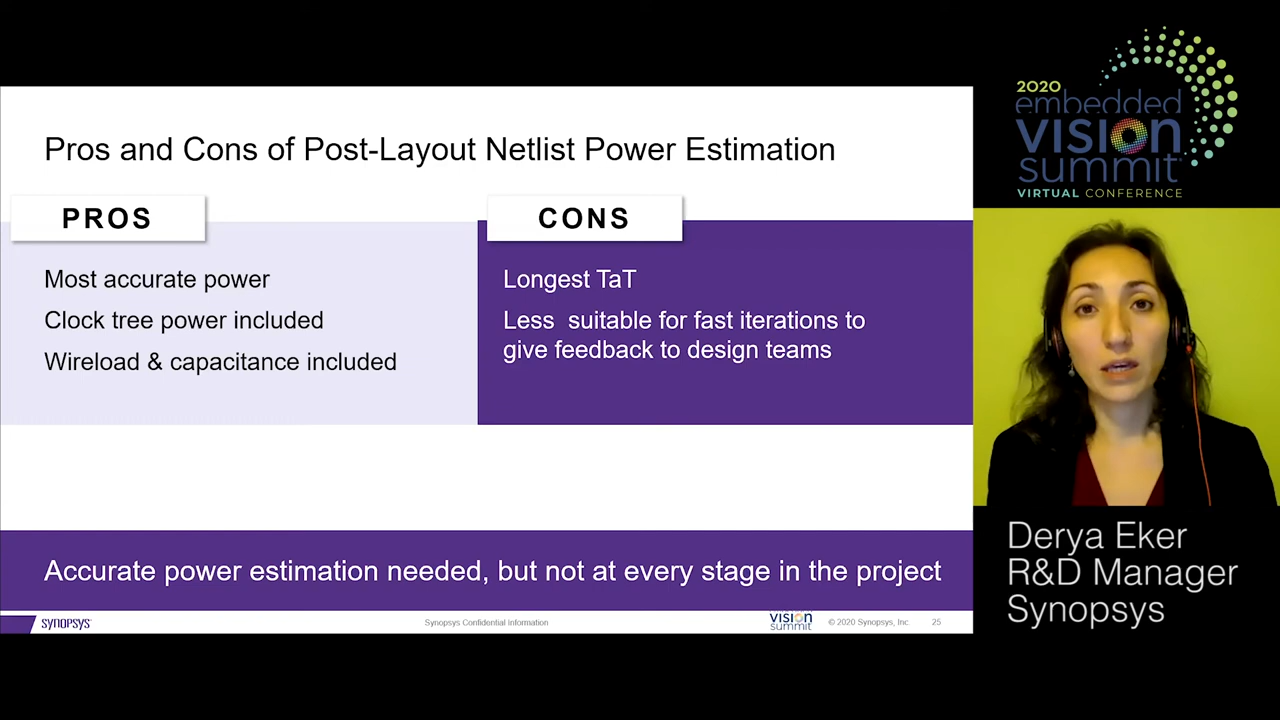 Pros and Cons of Post-Layout Netlist Power Estimation
PROS
Most accurate power
Clock tree power included
Wireload & capacitance included
CONS
Longest TaT
Less suitable for fast iterations to
give feedback to design teams
Accurate power estimation needed, but not at every stage in the project
SYNOPSYS
Synopsys Confidential Information
embedded
VISION
summit
© 2020 Synopsys, Inc
25
2020
embedded
VISION
summit
VIRTUAL CONFERENCE
Derya Eker
R&D Manager
Synopsys